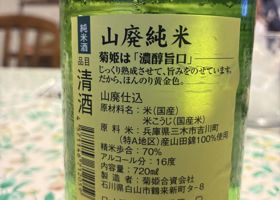 純米酒
品目
清酒
山廃純米
菊姫は「濃醇旨口」
じっくり熟成させて、旨みをのせています。
だから、ほんのり黄金色。
山廃仕込
原材料名：米(国産)
米こうじ(国産米)
原料米：兵庫県三木市吉川町
(特A地区)産山田錦100%使用
精米歩合：70%
アルコール分：16度
内容量：720㎖
製造者：菊姫合資会社
石川県白山市鶴来新町タ-8